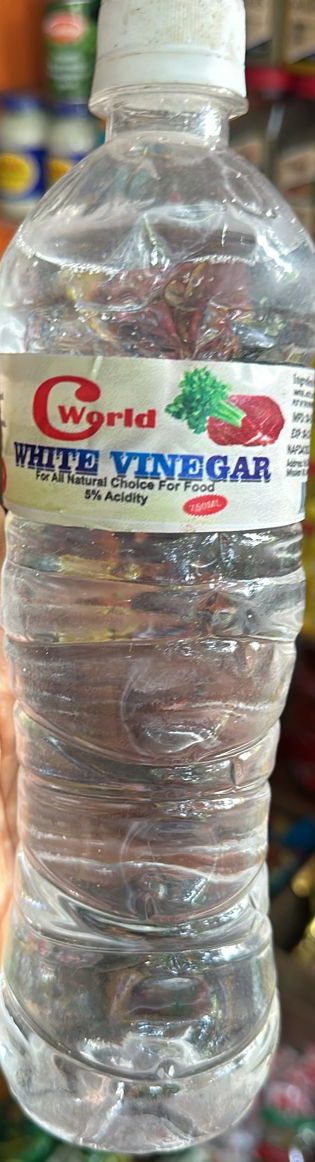 C World
WHITE VINEGAR
For All Natural Choice For Food
5% Acidity
750ML